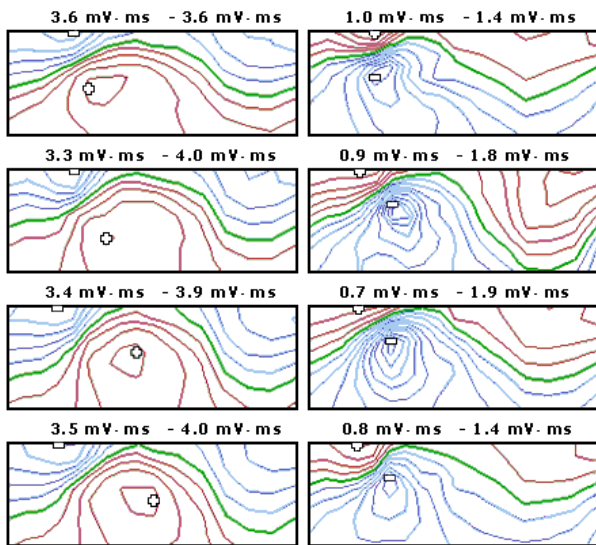 3.6 mV·ms - 3.6 mV·ms
1.0 mV·ms - 1.4 mV·ms
3.3 mV·ms - 4.0 mV·ms
0.9 mV·ms - 1.8 mV·ms
3.4 mV·ms - 3.9 mV·ms
0.7 mV·ms - 1.9 mV·ms
3.5 mV·ms - 4.0 mV·ms
0.8 mV·ms - 1.4 mV·ms